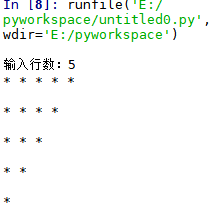 In [8]: runfile('E:/
pyworkspace/untitled0.py',
wdir='E:/pyworkspace')
输入行数：5
* * * * *
* * * *
* * *
* *
*